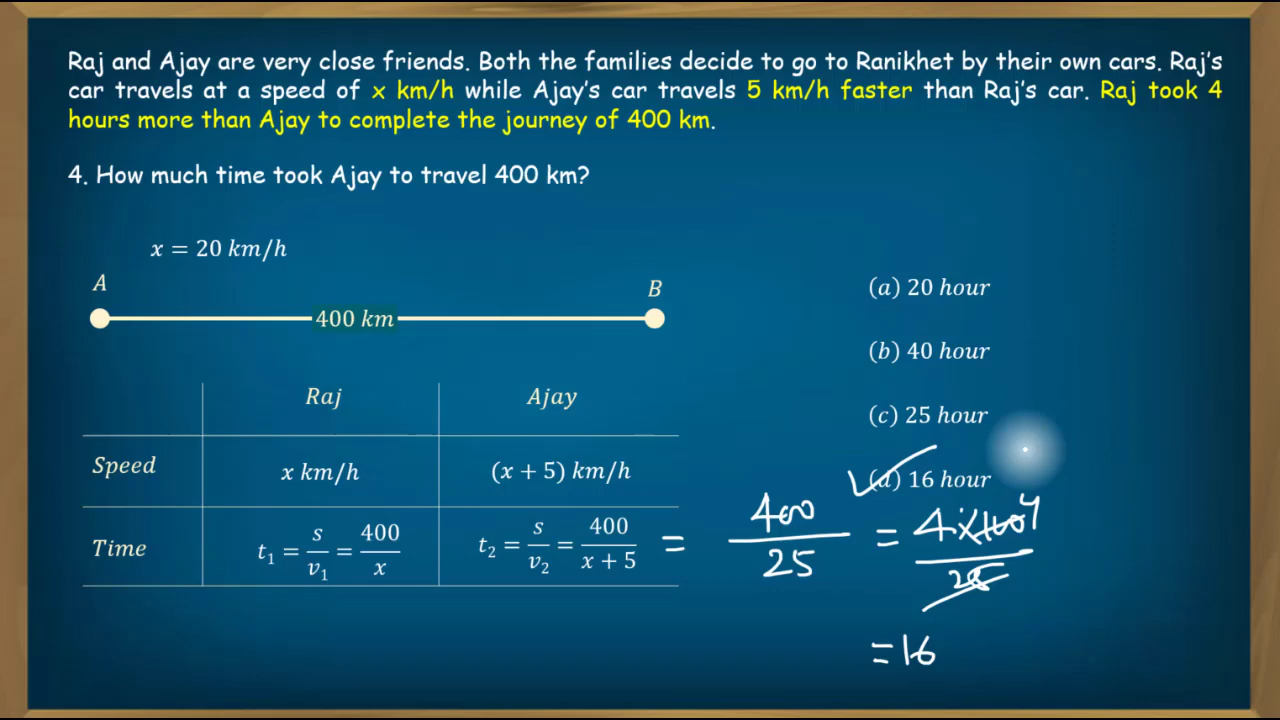 Raj and Ajay are very close friends. Both the families decide to go to Ranikhet by their own cars. Raj's
car travels at a speed of x km/h while Ajay's car travels 5 km/h faster than Raj's car. Raj took 4
hours more than Ajay to complete the journey of 400 km.
4. How much time took Ajay to travel 400 km?
x = 20 km/h
A B
400 km
(a) 20 hour
(b) 40 hour
(c) 25 hour
(d) 16 hour
Raj Ajay
Speed x km/h (x + 5) km/h
Time t₁ = s/v₁ = 400/x t₂ = s/v₂ = 400/(x + 5) = 400/25 = 4×100 4/25
= 16